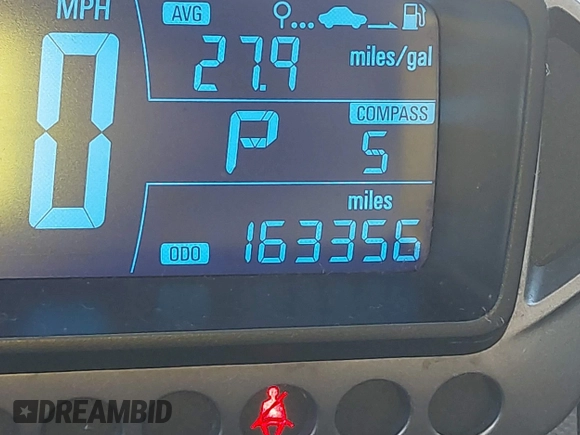 MPH
AVG
27.9 miles/gal
0
P
COMPASS
S
miles
ODO 163356
DREAMBID